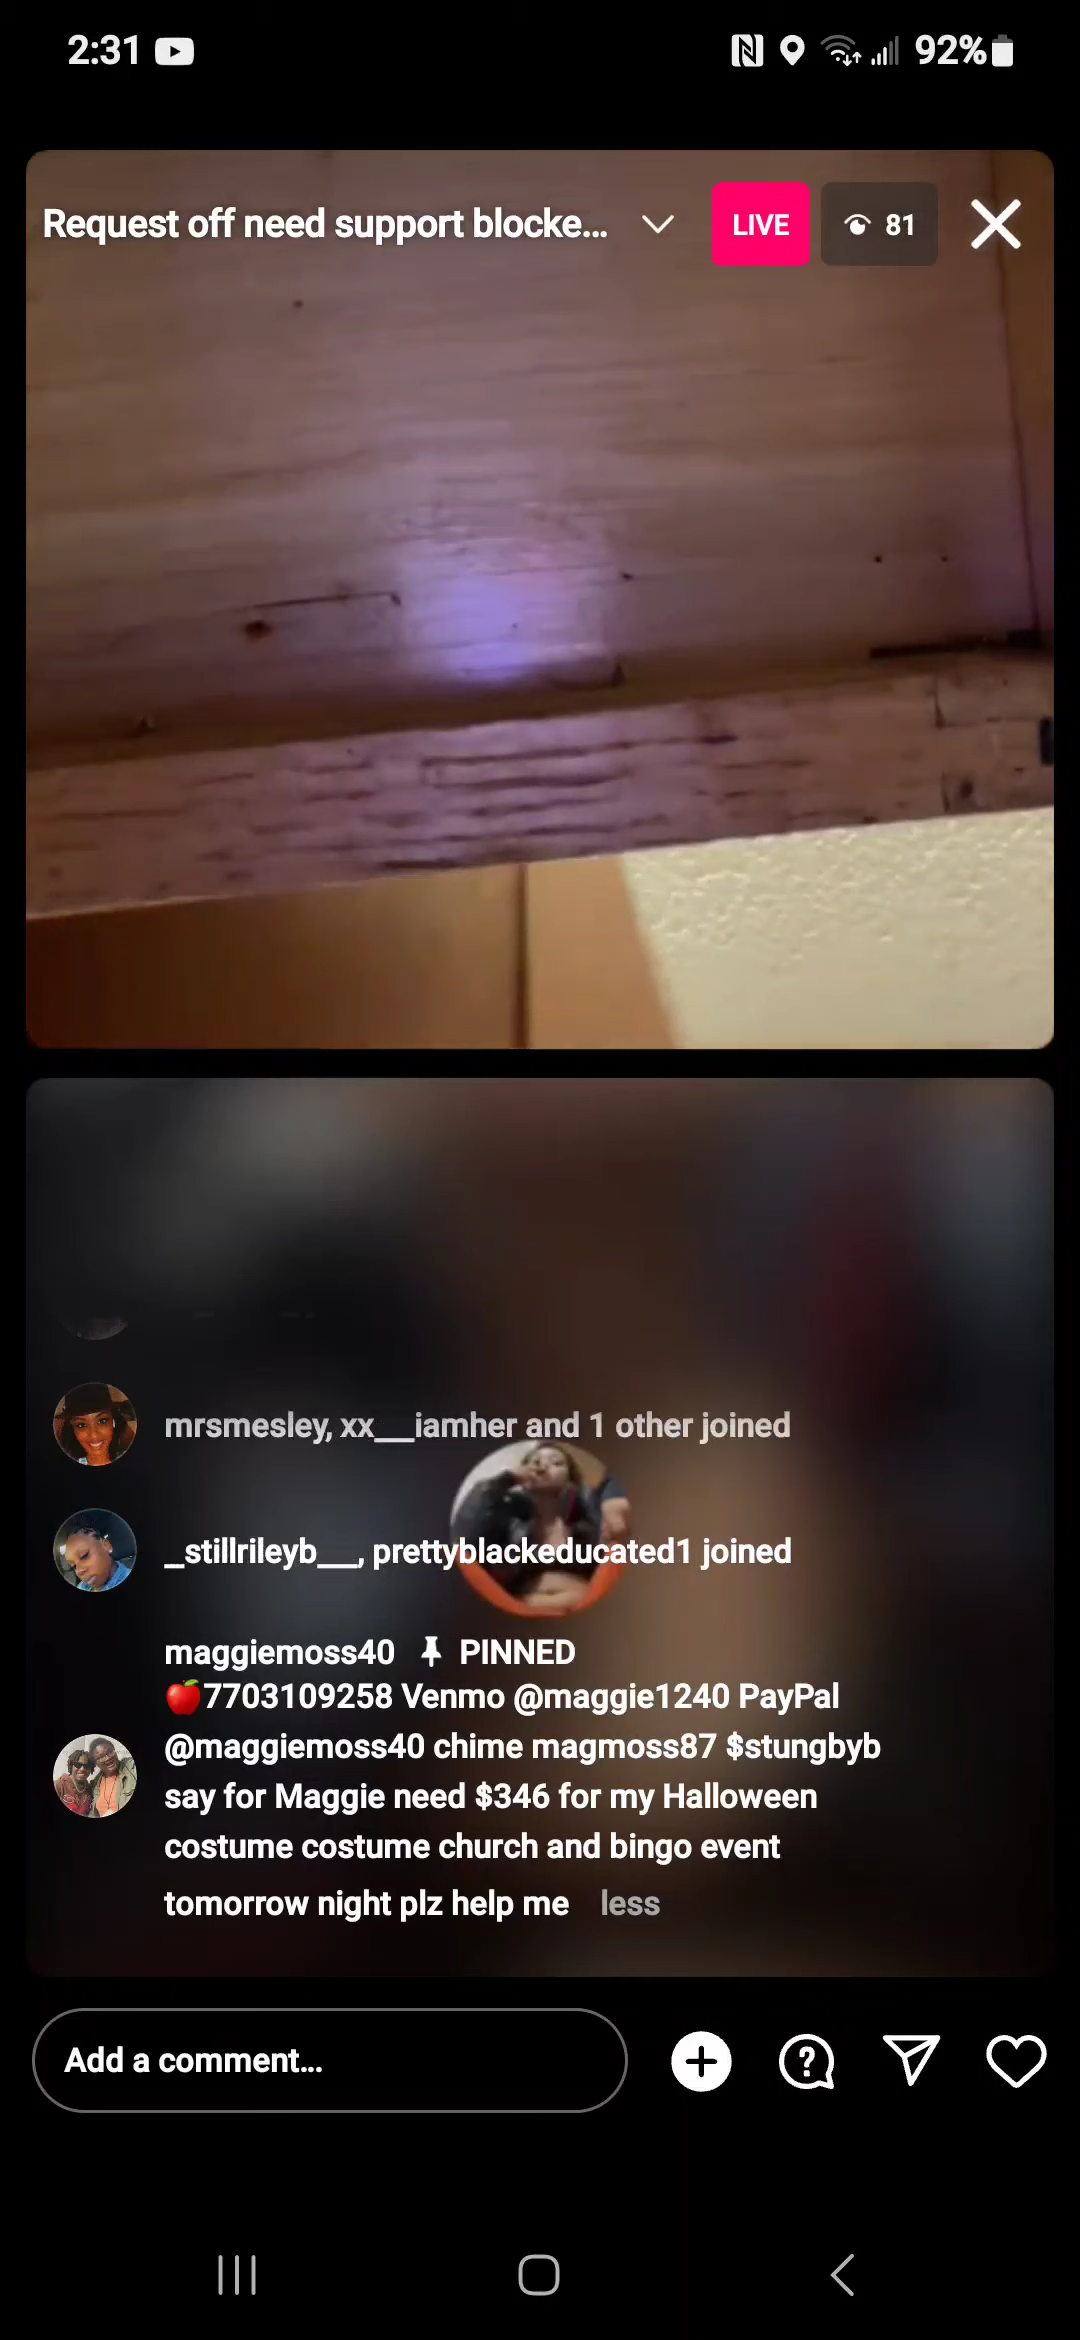 2:31
92%
Request off need support blocke...
LIVE
81
mrsmesley, xx__iamher and 1 other joined
_stillrileyb__, prettyblackeducated1 joined
maggiemoss40 📌 PINNED
🍎7703109258 Venmo @maggie1240 PayPal
@maggiemoss40 chime magmoss87 $stungbyb
say for Maggie need $346 for my Halloween
costume costume church and bingo event
tomorrow night plz help me less
Add a comment...